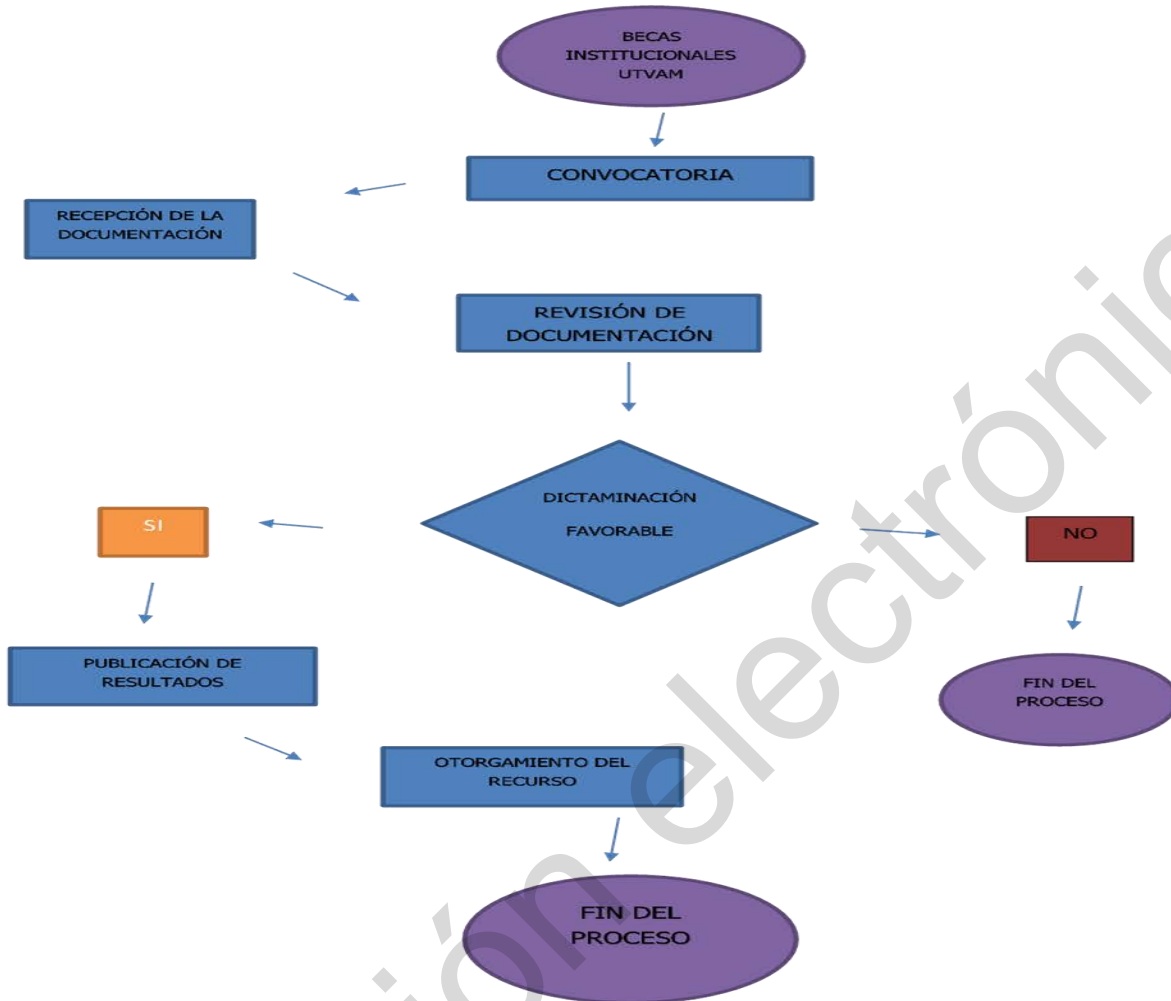 BECAS
INSTITUCIONALES
UTVAM
CONVOCATORIA
RECEPCIÓN DE LA
DOCUMENTACIÓN
REVISIÓN DE
DOCUMENTACIÓN
DICTAMINACIÓN
FAVORABLE
SI
NO
PUBLICACIÓN DE
RESULTADOS
FIN DEL
PROCESO
OTORGAMIENTO DEL
RECURSO
FIN DEL
PROCESO
electrónic